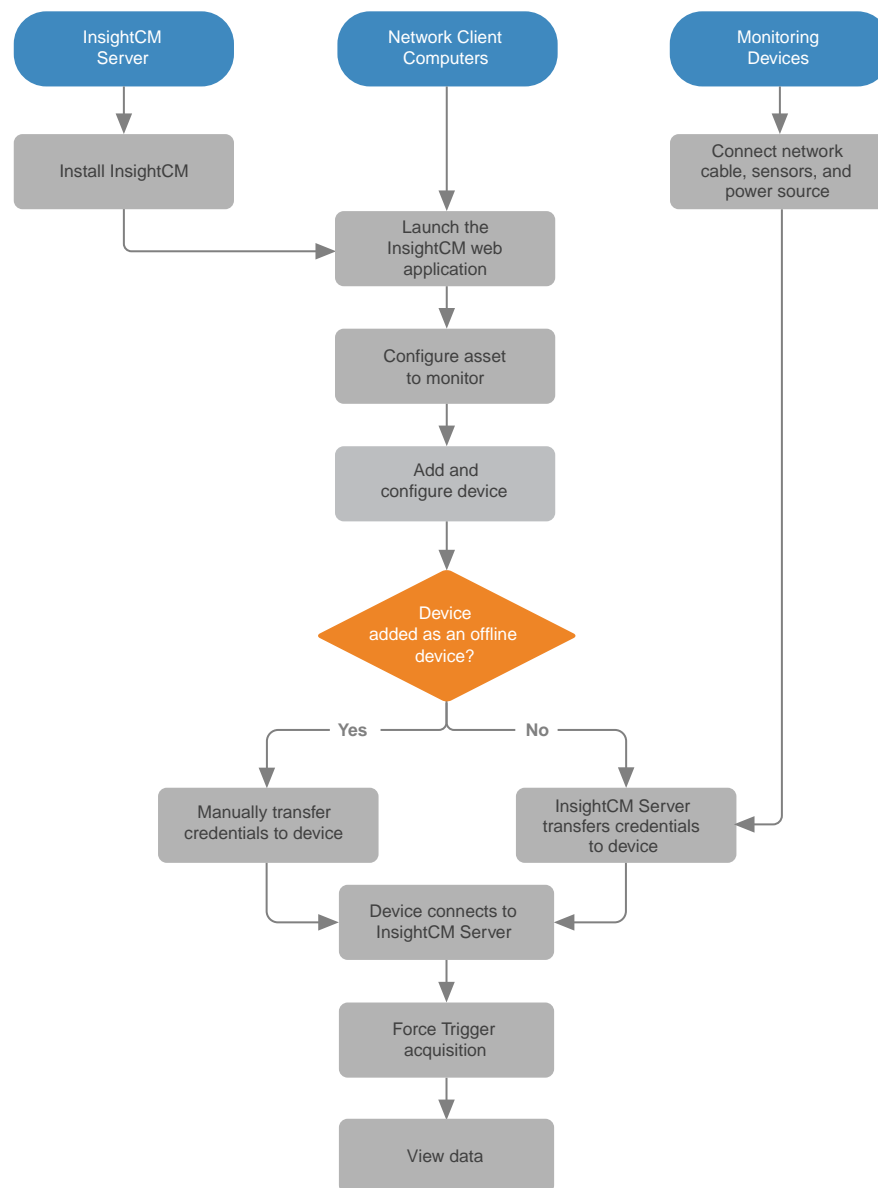 InsightCM
Server
Network Client
Computers
Monitoring
Devices
Install InsightCM
Connect network
cable, sensors, and
power source
Launch the
InsightCM web
application
Configure asset
to monitor
Add and
configure device
Device
added as an offline
device?
Yes
No
Manually transfer
credentials to device
InsightCM Server
transfers credentials
to device
Device connects to
InsightCM Server
Force Trigger
acquisition
View data